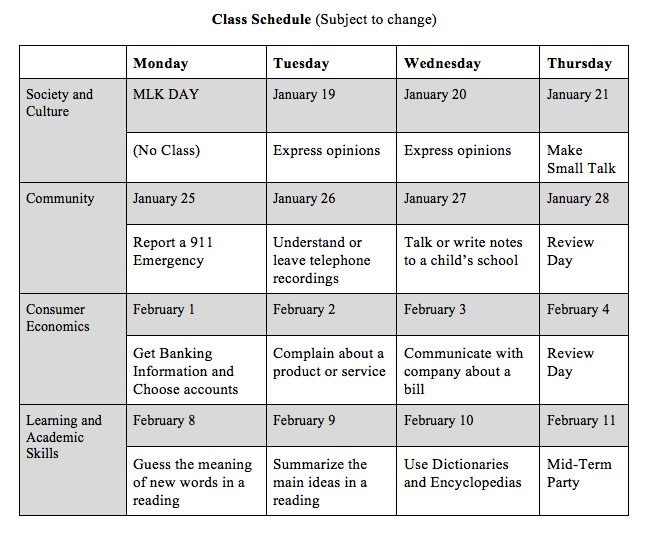 Class Schedule (Subject to change)
Monday Tuesday Wednesday Thursday
Society and
Culture
MLK DAY January 19 January 20 January 21
(No Class) Express opinions Express opinions Make
Small Talk
Community January 25 January 26 January 27 January 28
Report a 911
Emergency
Understand or
leave telephone
recordings
Talk or write notes
to a child’s school
Review
Day
Consumer
Economics
February 1 February 2 February 3 February 4
Get Banking
Information and
Choose accounts
Complain about a
product or service
Communicate with
company about a
bill
Review
Day
Learning and
Academic
Skills
February 8 February 9 February 10 February 11
Guess the meaning
of new words in a
reading
Summarize the
main ideas in a
reading
Use Dictionaries
and Encyclopedias
Mid-Term
Party